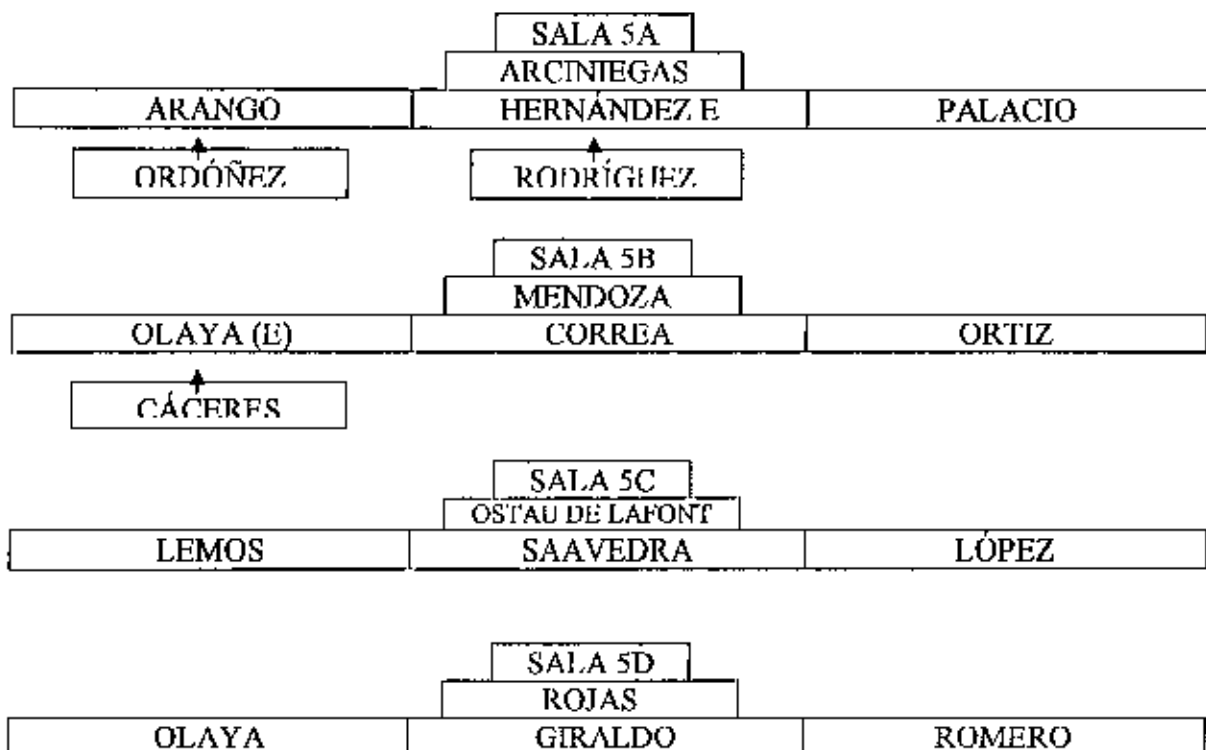 SALA 5A
ARCINIEGAS
ARANGO HERNÁNDEZ E PALACIO
ORDÓÑEZ RODRÍGUEZ
SALA 5B
MENDOZA
OLAYA (E) CORREA ORTIZ
CÁCERES
SALA 5C
OSTAU DE LAFONT
LEMOS SAAVEDRA LÓPEZ
SALA 5D
ROJAS
OLAYA GIRALDO ROMERO